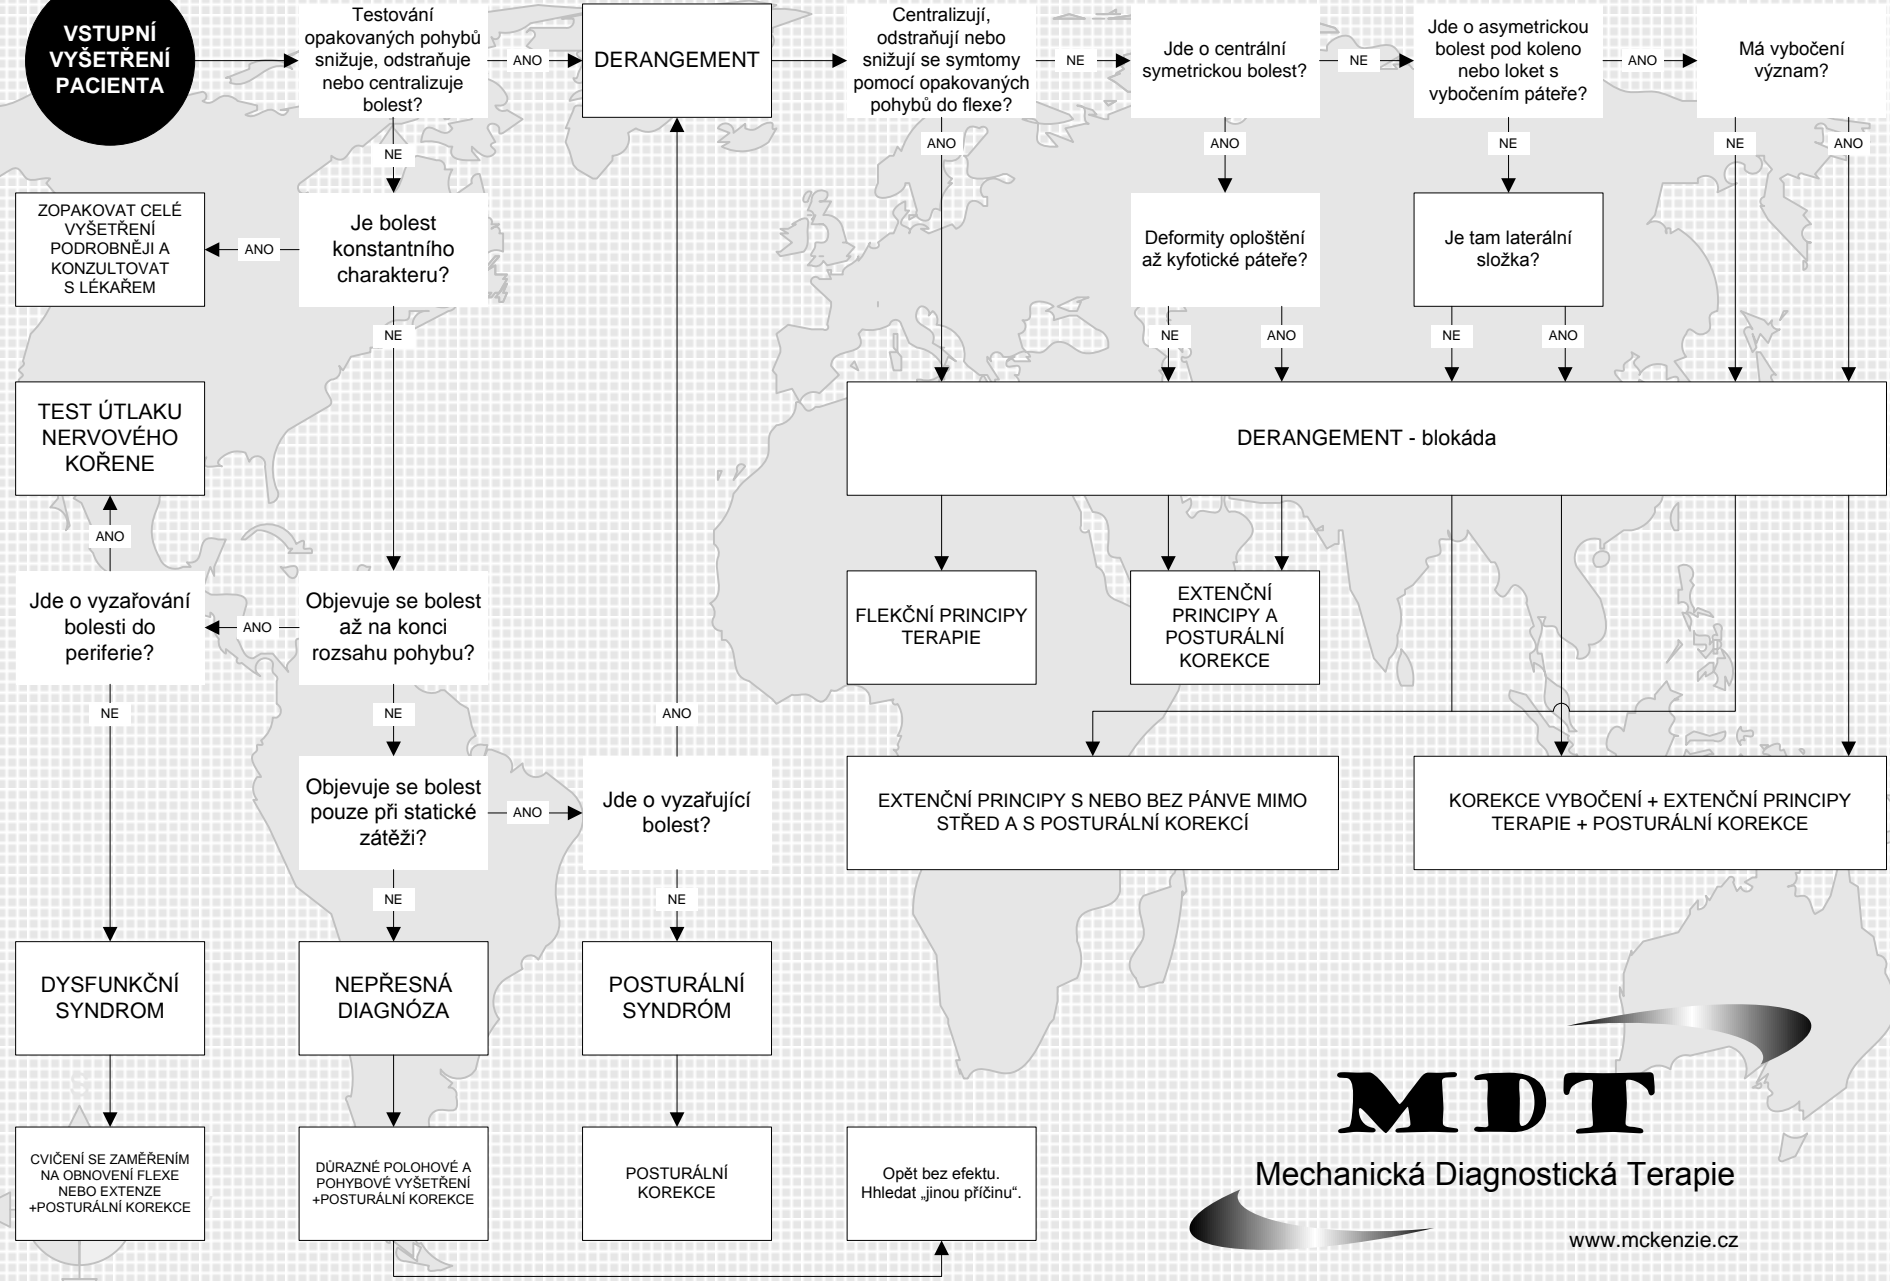 VSTUPNÍ
VYŠETŘENÍ
PACIENTA
Testování
opakovaných pohybů
snižuje, odstraňuje
nebo centralizuje
bolest?
ANO
DERANGEMENT
Centralizují,
odstraňují nebo
snižují se symtomy
pomocí opakovaných
pohybů do flexe?
NE
Jde o centrální
symetrickou bolest?
NE
Jde o asymetrickou
bolest pod koleno
nebo loket s
vybočením páteře?
ANO
Má vybočení
význam?
NE
ANO
ANO
NE
NE
ANO
ZOPAKOVAT CELÉ
VYŠETŘENÍ
PODROBNĚJI A
KONZULTOVAT
S LÉKAŘEM
ANO
Je bolest
konstantního
charakteru?
Deformity oploštění
až kyfotické páteře?
Je tam laterální
složka?
NE
NE
ANO
NE
ANO
TEST ÚTLAKU
NERVOVÉHO
KOŘENE
DERANGEMENT - blokáda
ANO
Jde o vyzařování
bolesti do
periferie?
ANO
Objevuje se bolest
až na konci
rozsahu pohybu?
FLEKČNÍ PRINCIPY
TERAPIE
EXTENČNÍ
PRINCIPY A
POSTURÁLNÍ
KOREKCE
NE
NE
ANO
Objevuje se bolest
pouze při statické
zátěži?
ANO
Jde o vyzařující
bolest?
EXTENČNÍ PRINCIPY S NEBO BEZ PÁNVE MIMO
STŘED A S POSTURÁLNÍ KOREKCÍ
KOREKCE VYBOČENÍ + EXTENČNÍ PRINCIPY
TERAPIE + POSTURÁLNÍ KOREKCE
NE
NE
DYSFUNKČNÍ
SYNDROM
NEPŘESNÁ
DIAGNÓZA
POSTURÁLNÍ
SYNDRÓM
S
CVIČENÍ SE ZAMĚŘENÍM
NA OBNOVENÍ FLEXE
NEBO EXTENZE
+POSTURÁLNÍ KOREKCE
DŮRAZNÉ POLOHOVÉ A
POHYBOVÉ VYŠETŘENÍ
+POSTURÁLNÍ KOREKCE
POSTURÁLNÍ
KOREKCE
Opět bez efektu.
Hhledat „jinou příčinu“.
MDT
Mechanická Diagnostická Terapie
www.mckenzie.cz